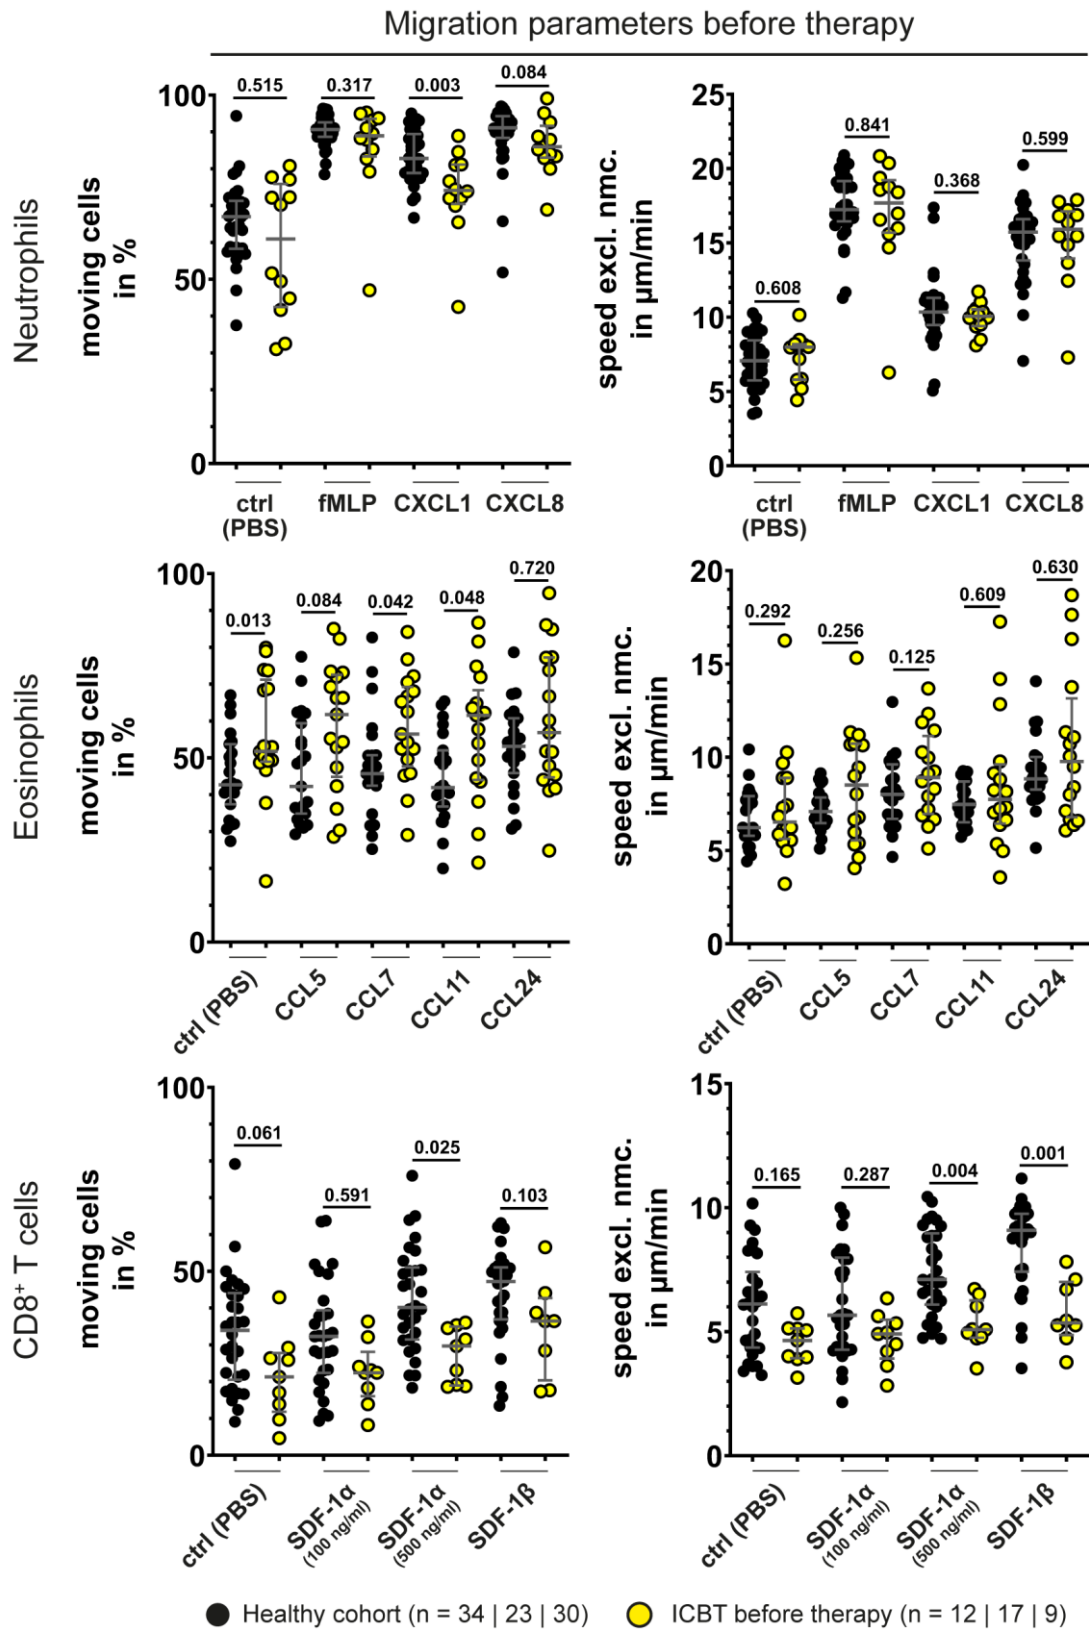 Migration parameters before therapy
Neutrophils
moving cells
in %
100
50
0
0.515
0.317
0.003
0.084
ctrl
(PBS)
fMLP
CXCL1
CXCL8
speed excl. nmc.
in µm/min
25
20
15
10
5
0
0.608
0.841
0.368
0.599
ctrl
(PBS)
fMLP
CXCL1
CXCL8
Eosinophils
moving cells
in %
100
50
0
0.013
0.084
0.042
0.048
0.720
ctrl (PBS)
CCL5
CCL7
CCL11
CCL24
speed excl. nmc.
in µm/min
20
15
10
5
0
0.292
0.256
0.125
0.609
0.630
ctrl (PBS)
CCL5
CCL7
CCL11
CCL24
CD8⁺ T cells
moving cells
in %
100
50
0
0.061
0.591
0.025
0.103
ctrl (PBS)
SDF-1α
(100 ng/ml)
SDF-1α
(500 ng/ml)
SDF-1β
speed excl. nmc.
in µm/min
15
10
5
0
0.165
0.287
0.004
0.001
ctrl (PBS)
SDF-1α
(100 ng/ml)
SDF-1α
(500 ng/ml)
SDF-1β
Healthy cohort (n = 34 | 23 | 30)
ICBT before therapy (n = 12 | 17 | 9)